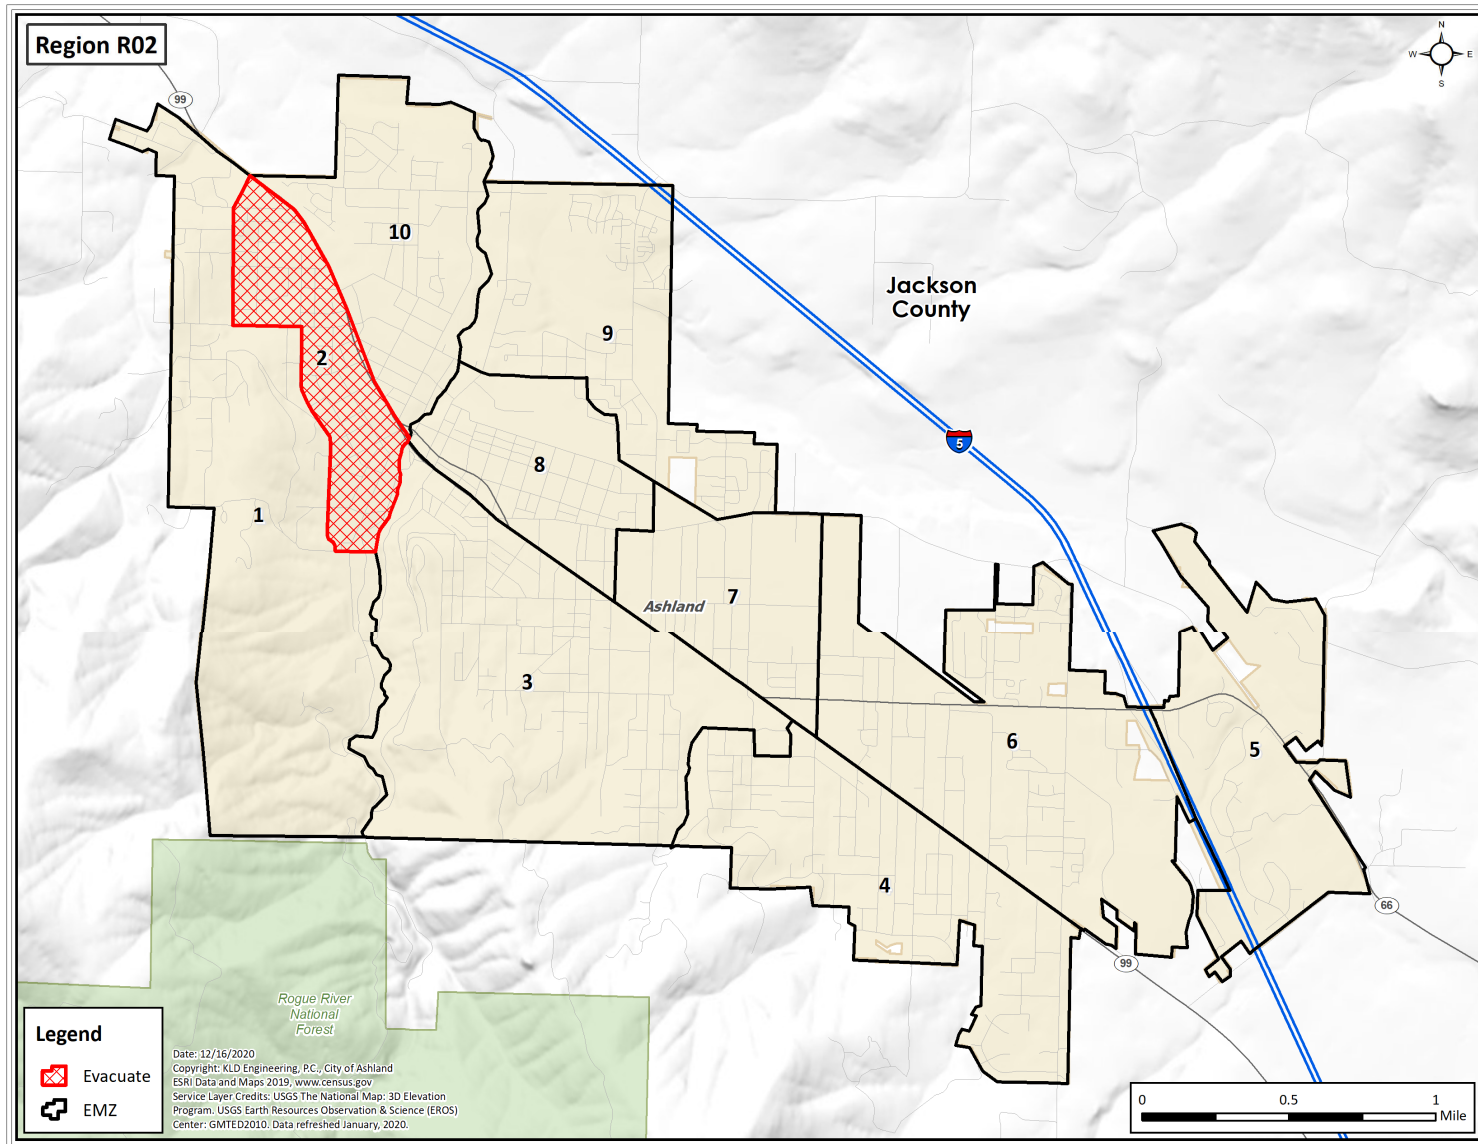 Region R02
N
W
E
S
99
10
Jackson
County
9
2
5
8
1
7
Ashland
3
6
5
4
66
99
Rogue River
National
Forest
Legend
Evacuate
EMZ
Date: 12/16/2020
Copyright: KLD Engineering, P.C., City of Ashland
ESRI Data and Maps 2019, www.census.gov
Service Layer Credits: USGS The National Map: 3D Elevation
Program. USGS Earth Resources Observation & Science (EROS)
Center: GMTED2010. Data refreshed January, 2020.
0 0.5 1
Mile